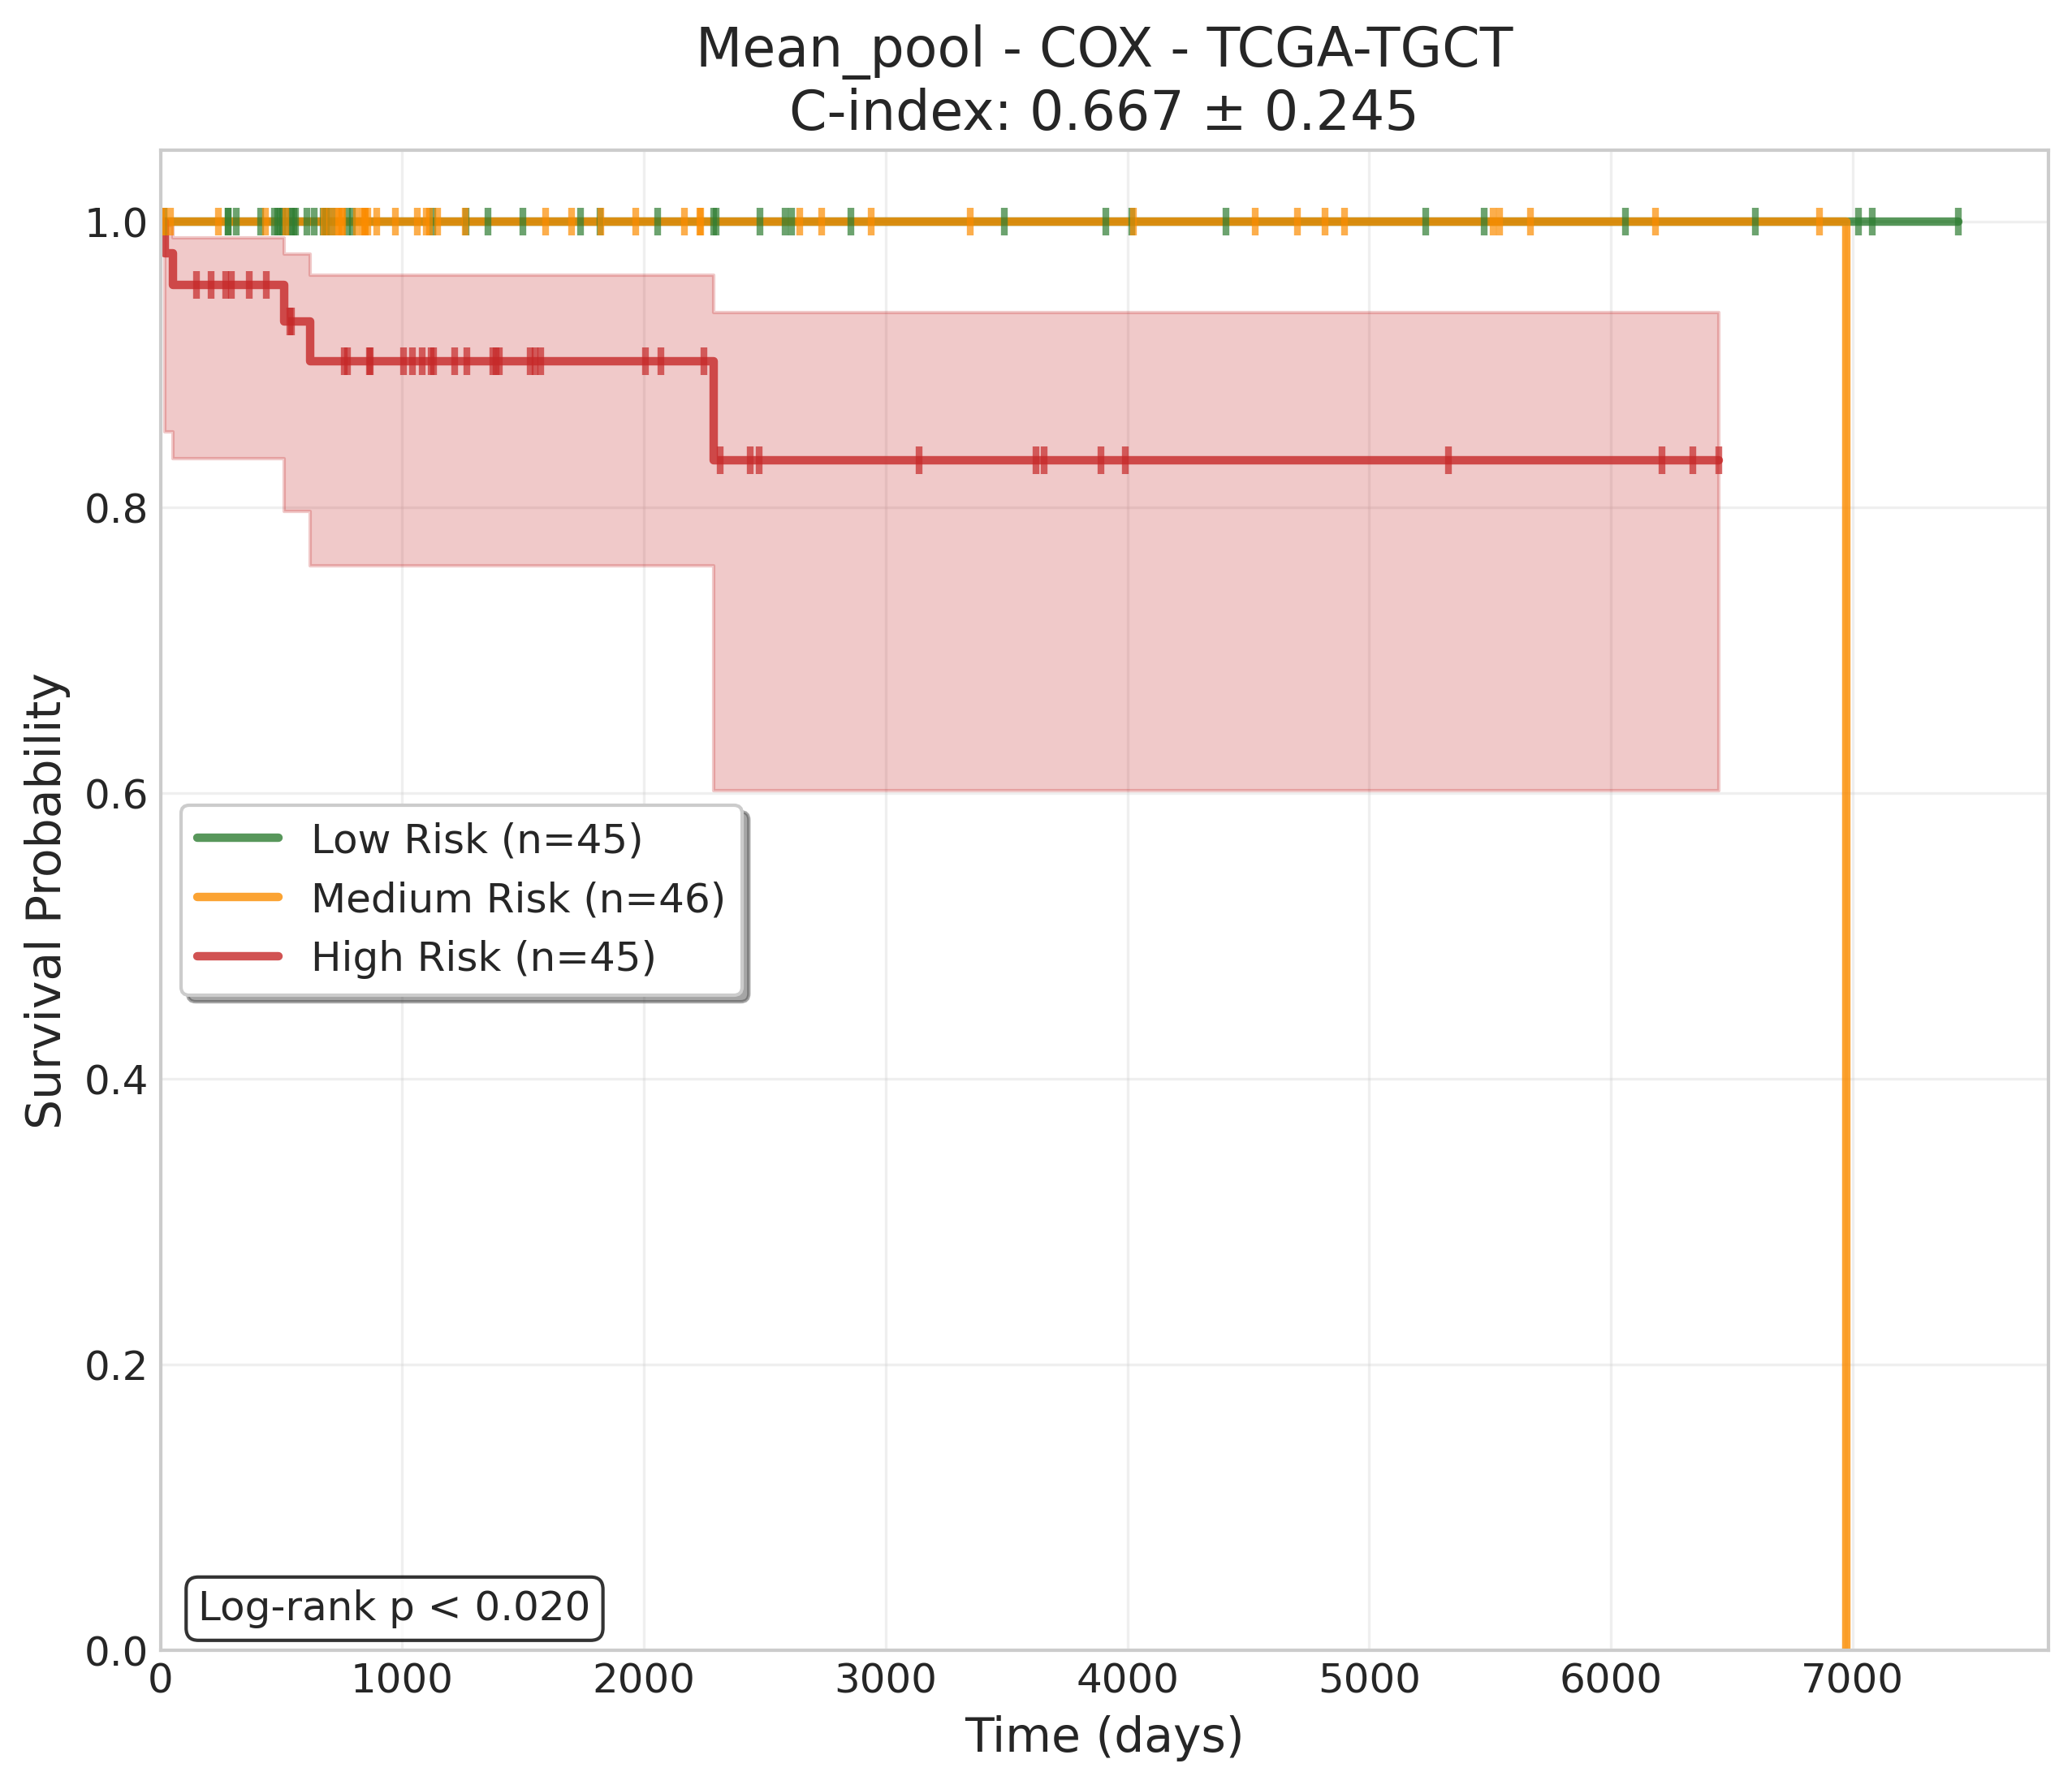 Mean_pool - COX - TCGA-TGCT
C-index: 0.667 ± 0.245
Survival Probability
1.0
0.8
0.6
0.4
0.2
0.0
Low Risk (n=45)
Medium Risk (n=46)
High Risk (n=45)
Log-rank p < 0.020
0 1000 2000 3000 4000 5000 6000 7000
Time (days)